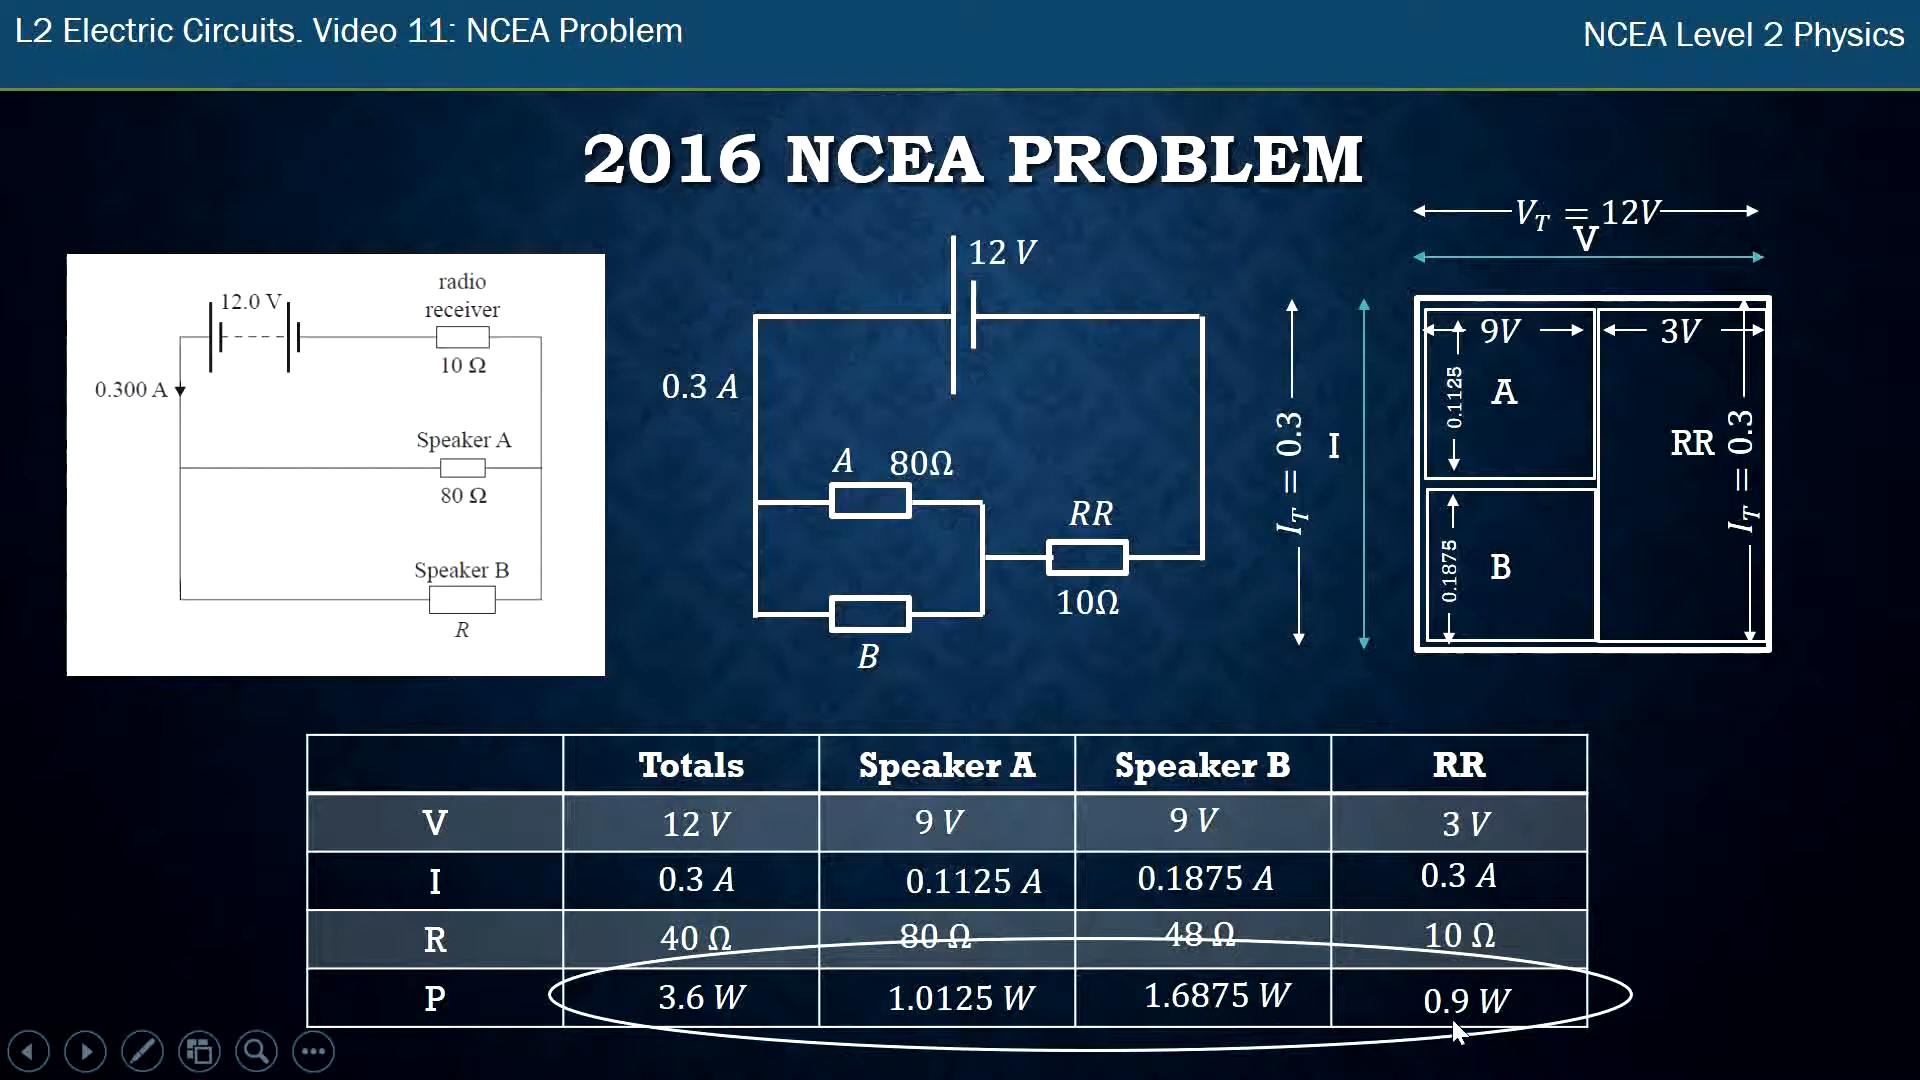 L2 Electric Circuits. Video 11: NCEA Problem
NCEA Level 2 Physics
2016 NCEA PROBLEM
12.0 V
radio
receiver
10 Ω
0.300 A
Speaker A
80 Ω
Speaker B
R
12 V
0.3 A
A 80Ω
RR
10Ω
B
V_T = 12V
V
I_T = 0.3
I
9V
3V
0.1125
A
RR
I_T = 0.3
0.1875
B
Totals Speaker A Speaker B RR
V 12 V 9 V 9 V 3 V
I 0.3 A 0.1125 A 0.1875 A 0.3 A
R 40 Ω 80 Ω 48 Ω 10 Ω
P 3.6 W 1.0125 W 1.6875 W 0.9 W